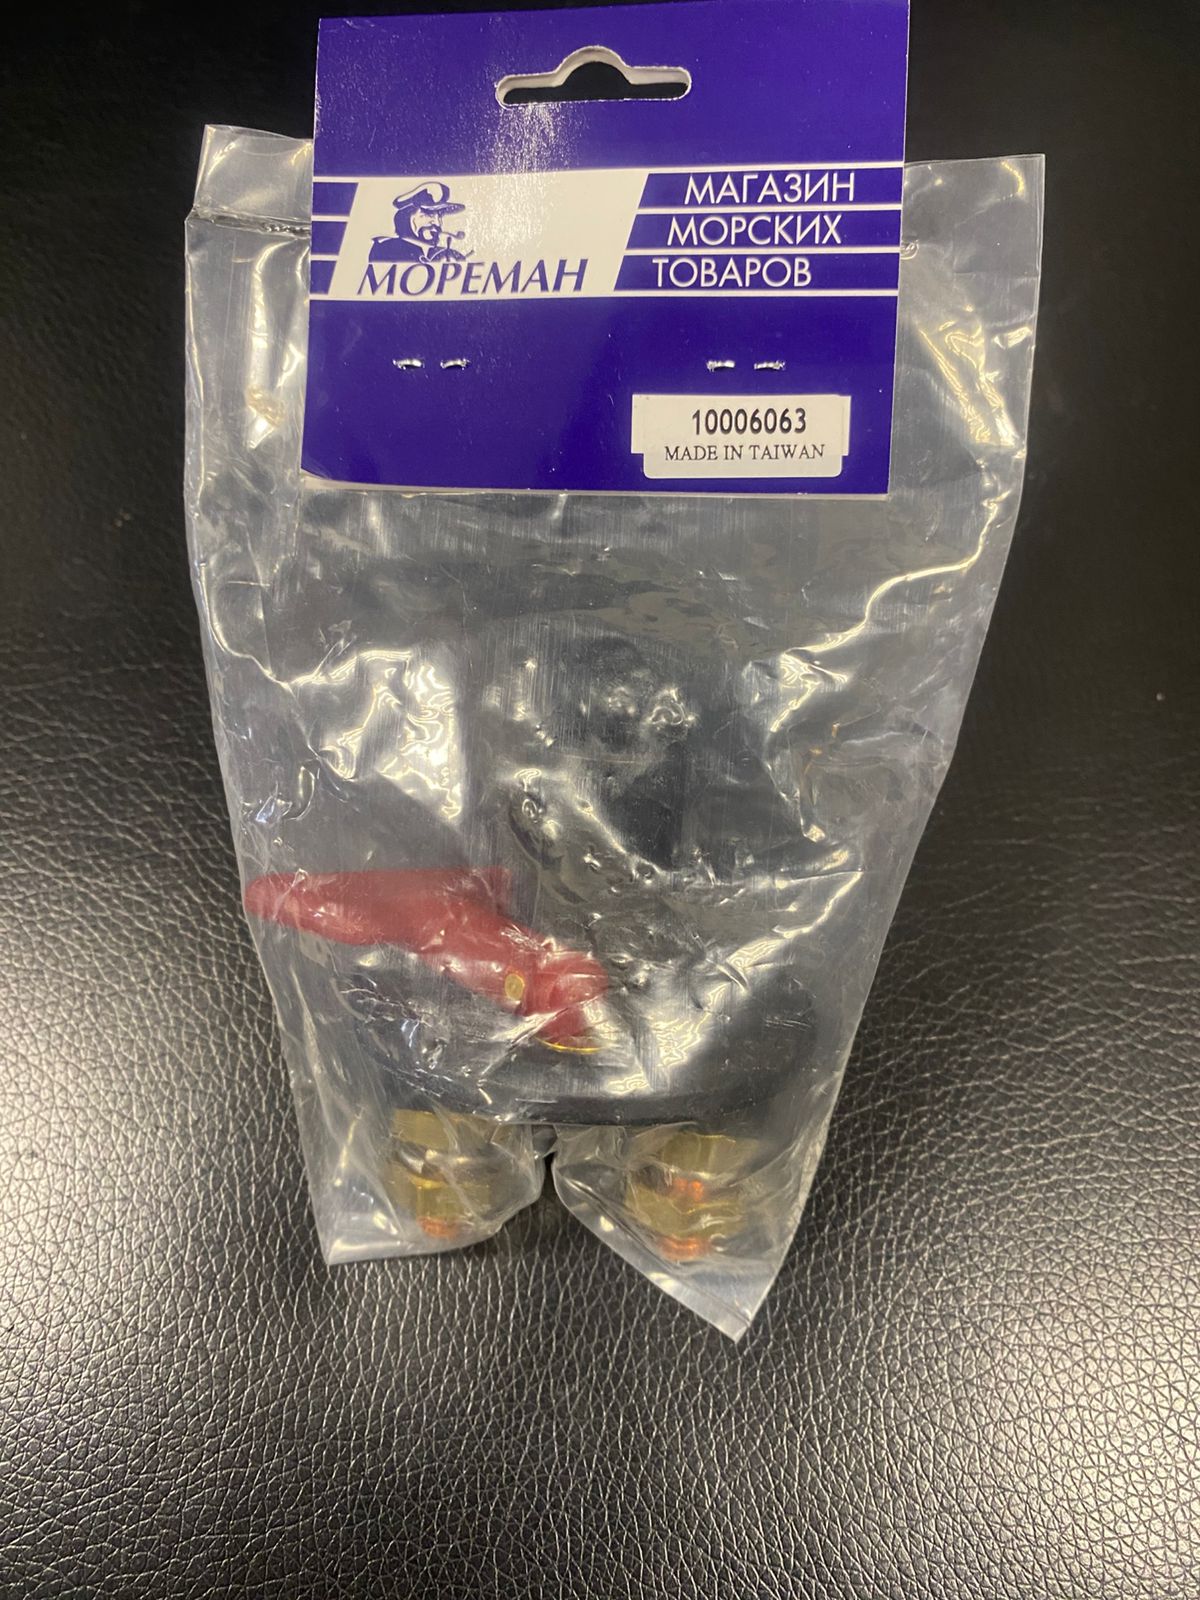 МОРЕМАН
МАГАЗИН
МОРСКИХ
ТОВАРОВ
10006063
MADE IN TAIWAN